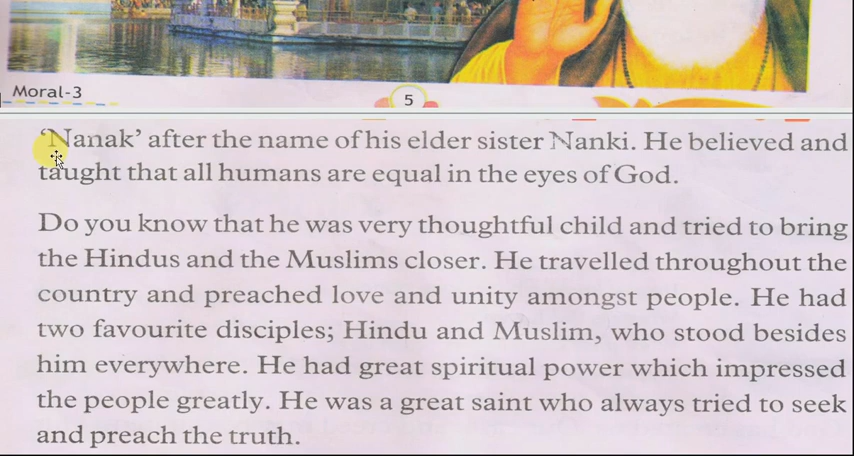 Moral-3
5
'Nanak' after the name of his elder sister Nanki. He believed and
taught that all humans are equal in the eyes of God.
Do you know that he was very thoughtful child and tried to bring
the Hindus and the Muslims closer. He travelled throughout the
country and preached love and unity amongst people. He had
two favourite disciples; Hindu and Muslim, who stood besides
him everywhere. He had great spiritual power which impressed
the people greatly. He was a great saint who always tried to seek
and preach the truth.